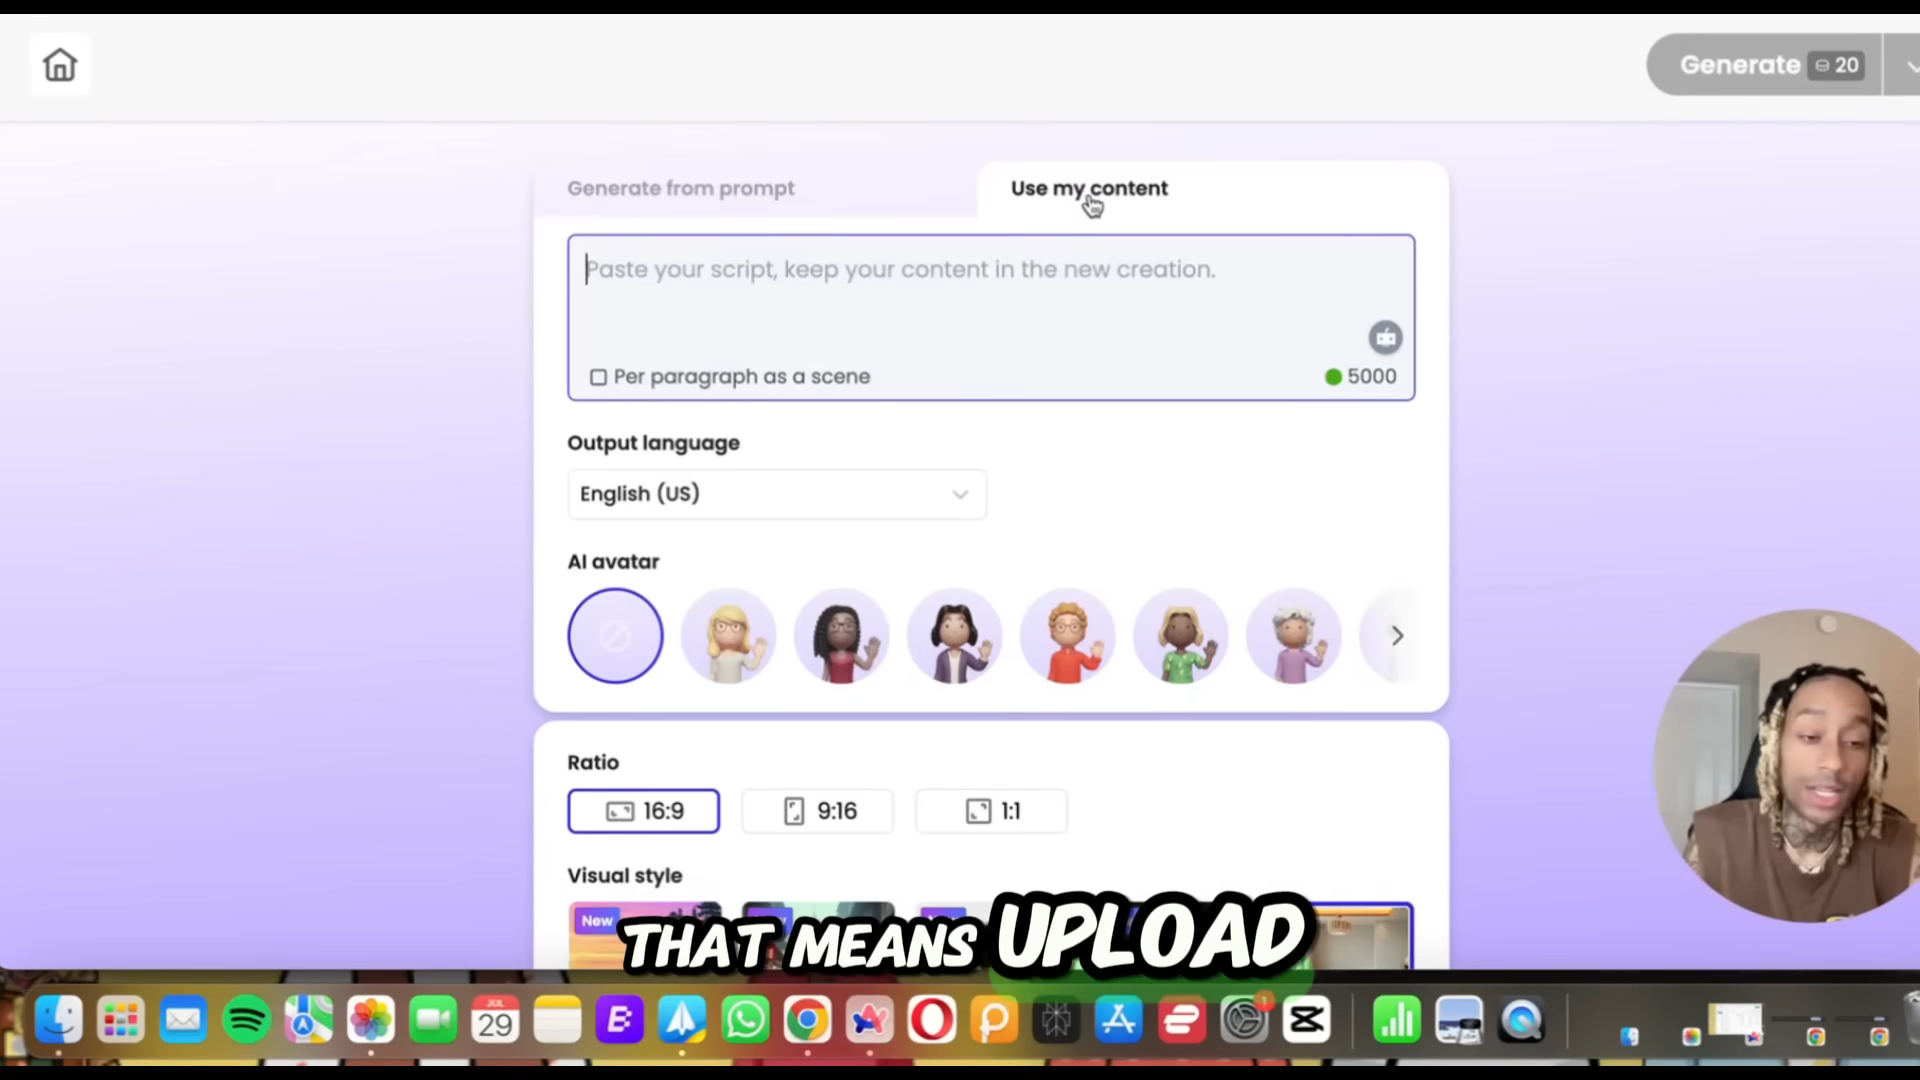 Generate 20
Generate from prompt
Use my content
Paste your script, keep your content in the new creation.
Per paragraph as a scene
5000
Output language
English (US)
AI avatar
Ratio
16:9
9:16
1:1
Visual style
New
THAT MEANS UPLOAD
JUL
29
1